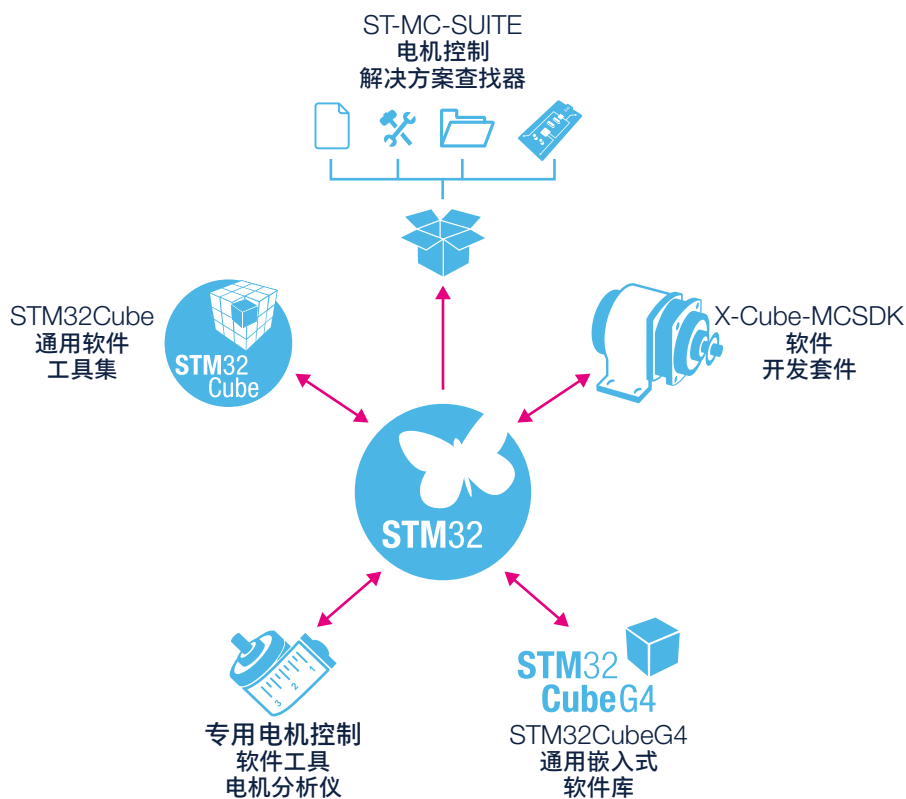 ST-MC-SUITE
电机控制
解决方案查找器
STM32Cube
通用软件
工具集
STM32
Cube
X-Cube-MCSDK
软件
开发套件
STM32
1
2
3
专用电机控制
软件工具
电机分析仪
STM32
CubeG4
STM32CubeG4
通用嵌入式
软件库